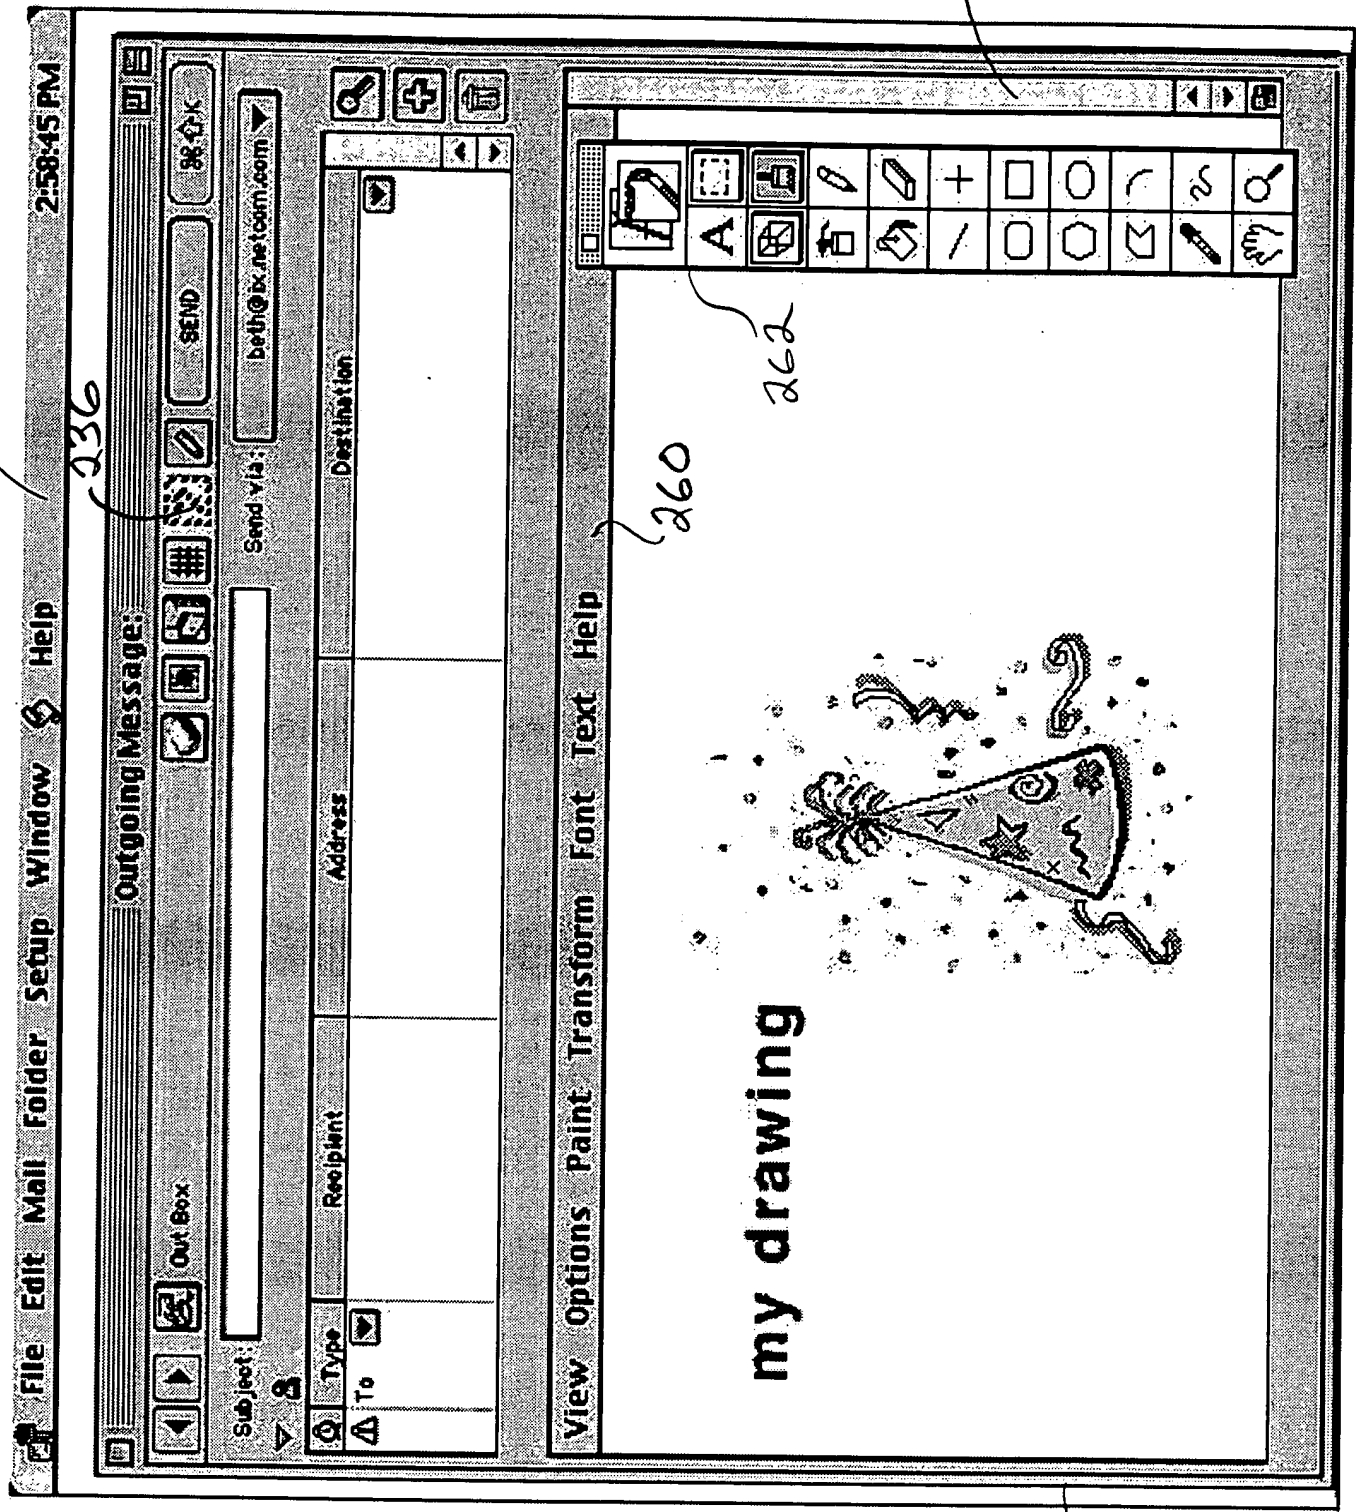 File Edit Mail Folder Setup Window Help 2:58:45 PM
236
Outgoing Message:
Out Box SEND ⌘⇧K
Subject: Send via: beth@ix.netcom.com
Type Recipient Address Destination
To
View Options Paint Transform Font Text Help
260
A
262
my drawing